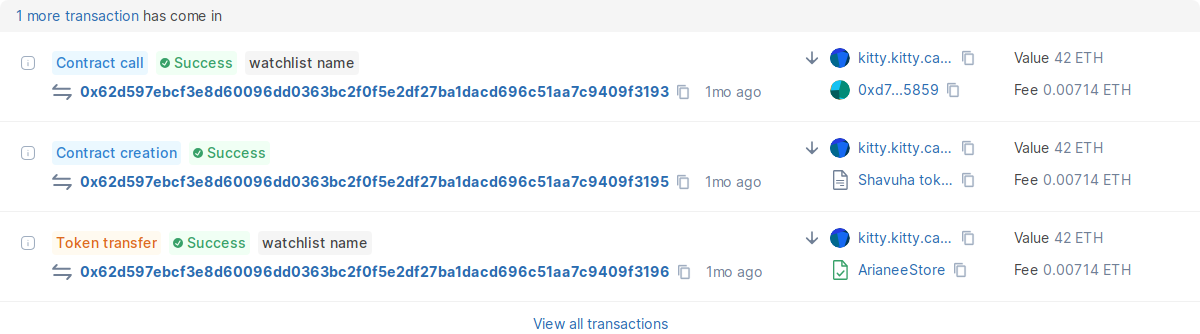 1 more transaction has come in
Contract call Success watchlist name
0x62d597ebcf3e8d60096dd0363bc2f0f5e2df27ba1dacd696c51aa7c9409f3193 1mo ago
kitty.kitty.ca...
0xd7...5859
Value 42 ETH
Fee 0.00714 ETH
Contract creation Success
0x62d597ebcf3e8d60096dd0363bc2f0f5e2df27ba1dacd696c51aa7c9409f3195 1mo ago
kitty.kitty.ca...
Shavuha tok...
Value 42 ETH
Fee 0.00714 ETH
Token transfer Success watchlist name
0x62d597ebcf3e8d60096dd0363bc2f0f5e2df27ba1dacd696c51aa7c9409f3196 1mo ago
kitty.kitty.ca...
ArianeeStore
Value 42 ETH
Fee 0.00714 ETH
View all transactions